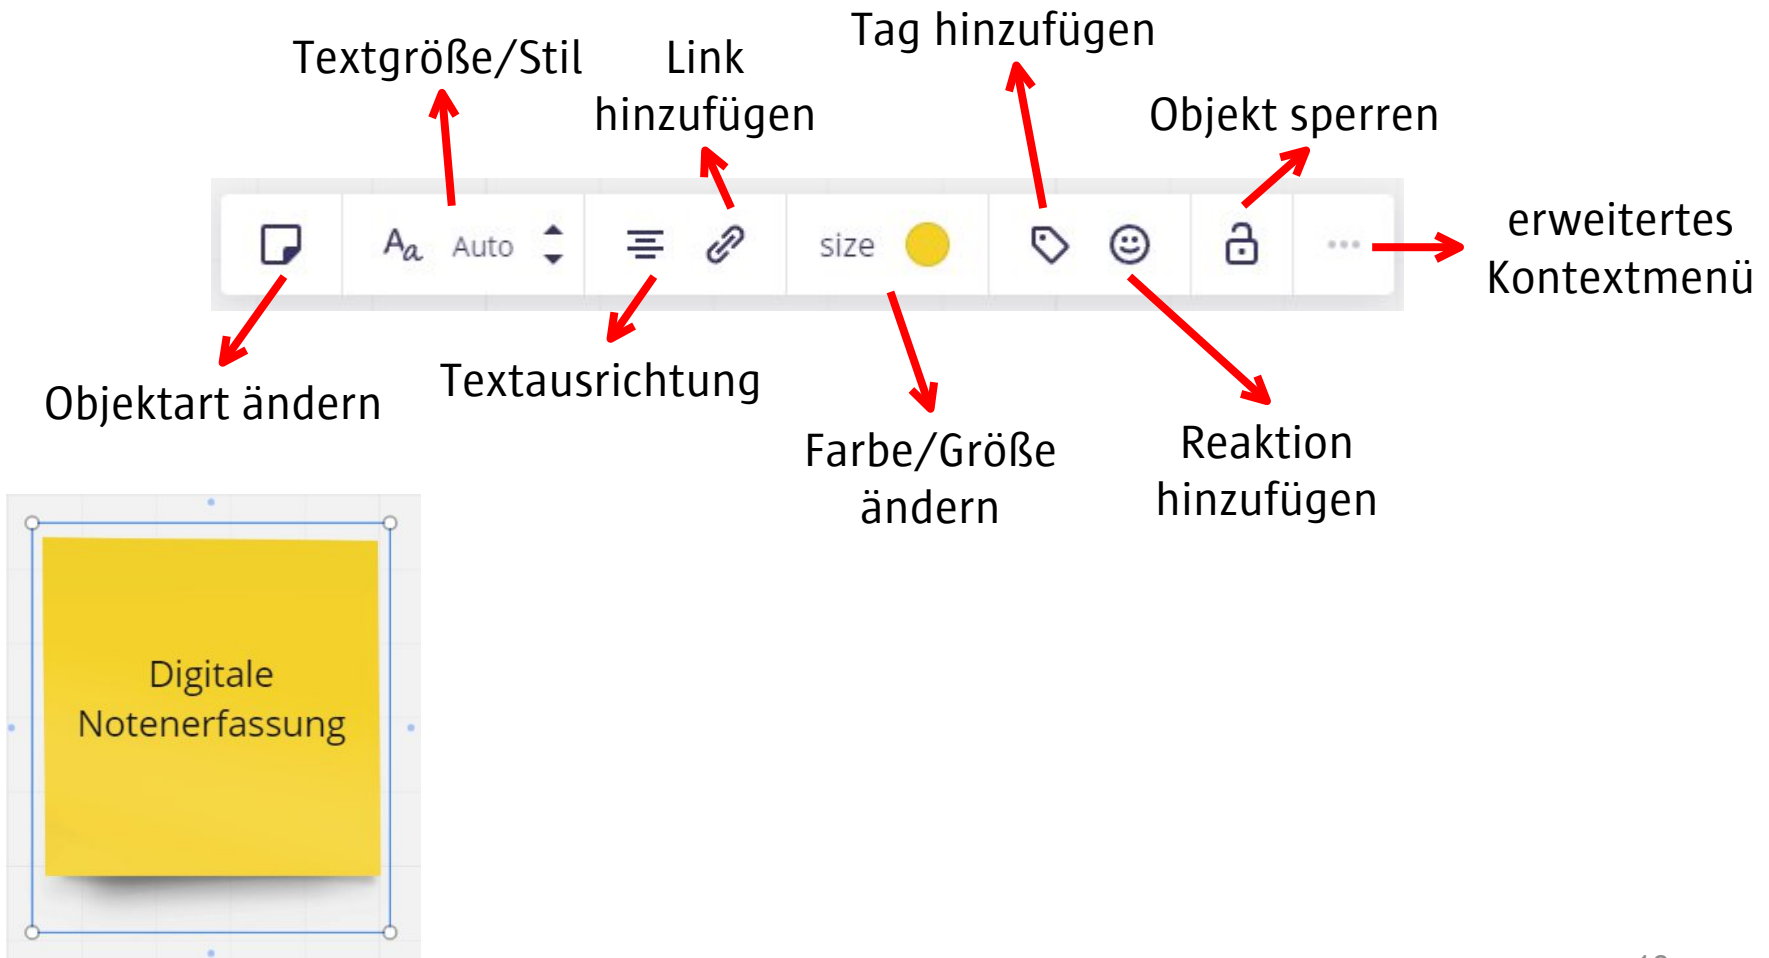 Tag hinzufügen
Textgröße/Stil
Link
hinzufügen
Objekt sperren
Aa Auto
size
erweitertes
Kontextmenü
Objektart ändern
Textausrichtung
Farbe/Größe
ändern
Reaktion
hinzufügen
Digitale
Notenerfassung